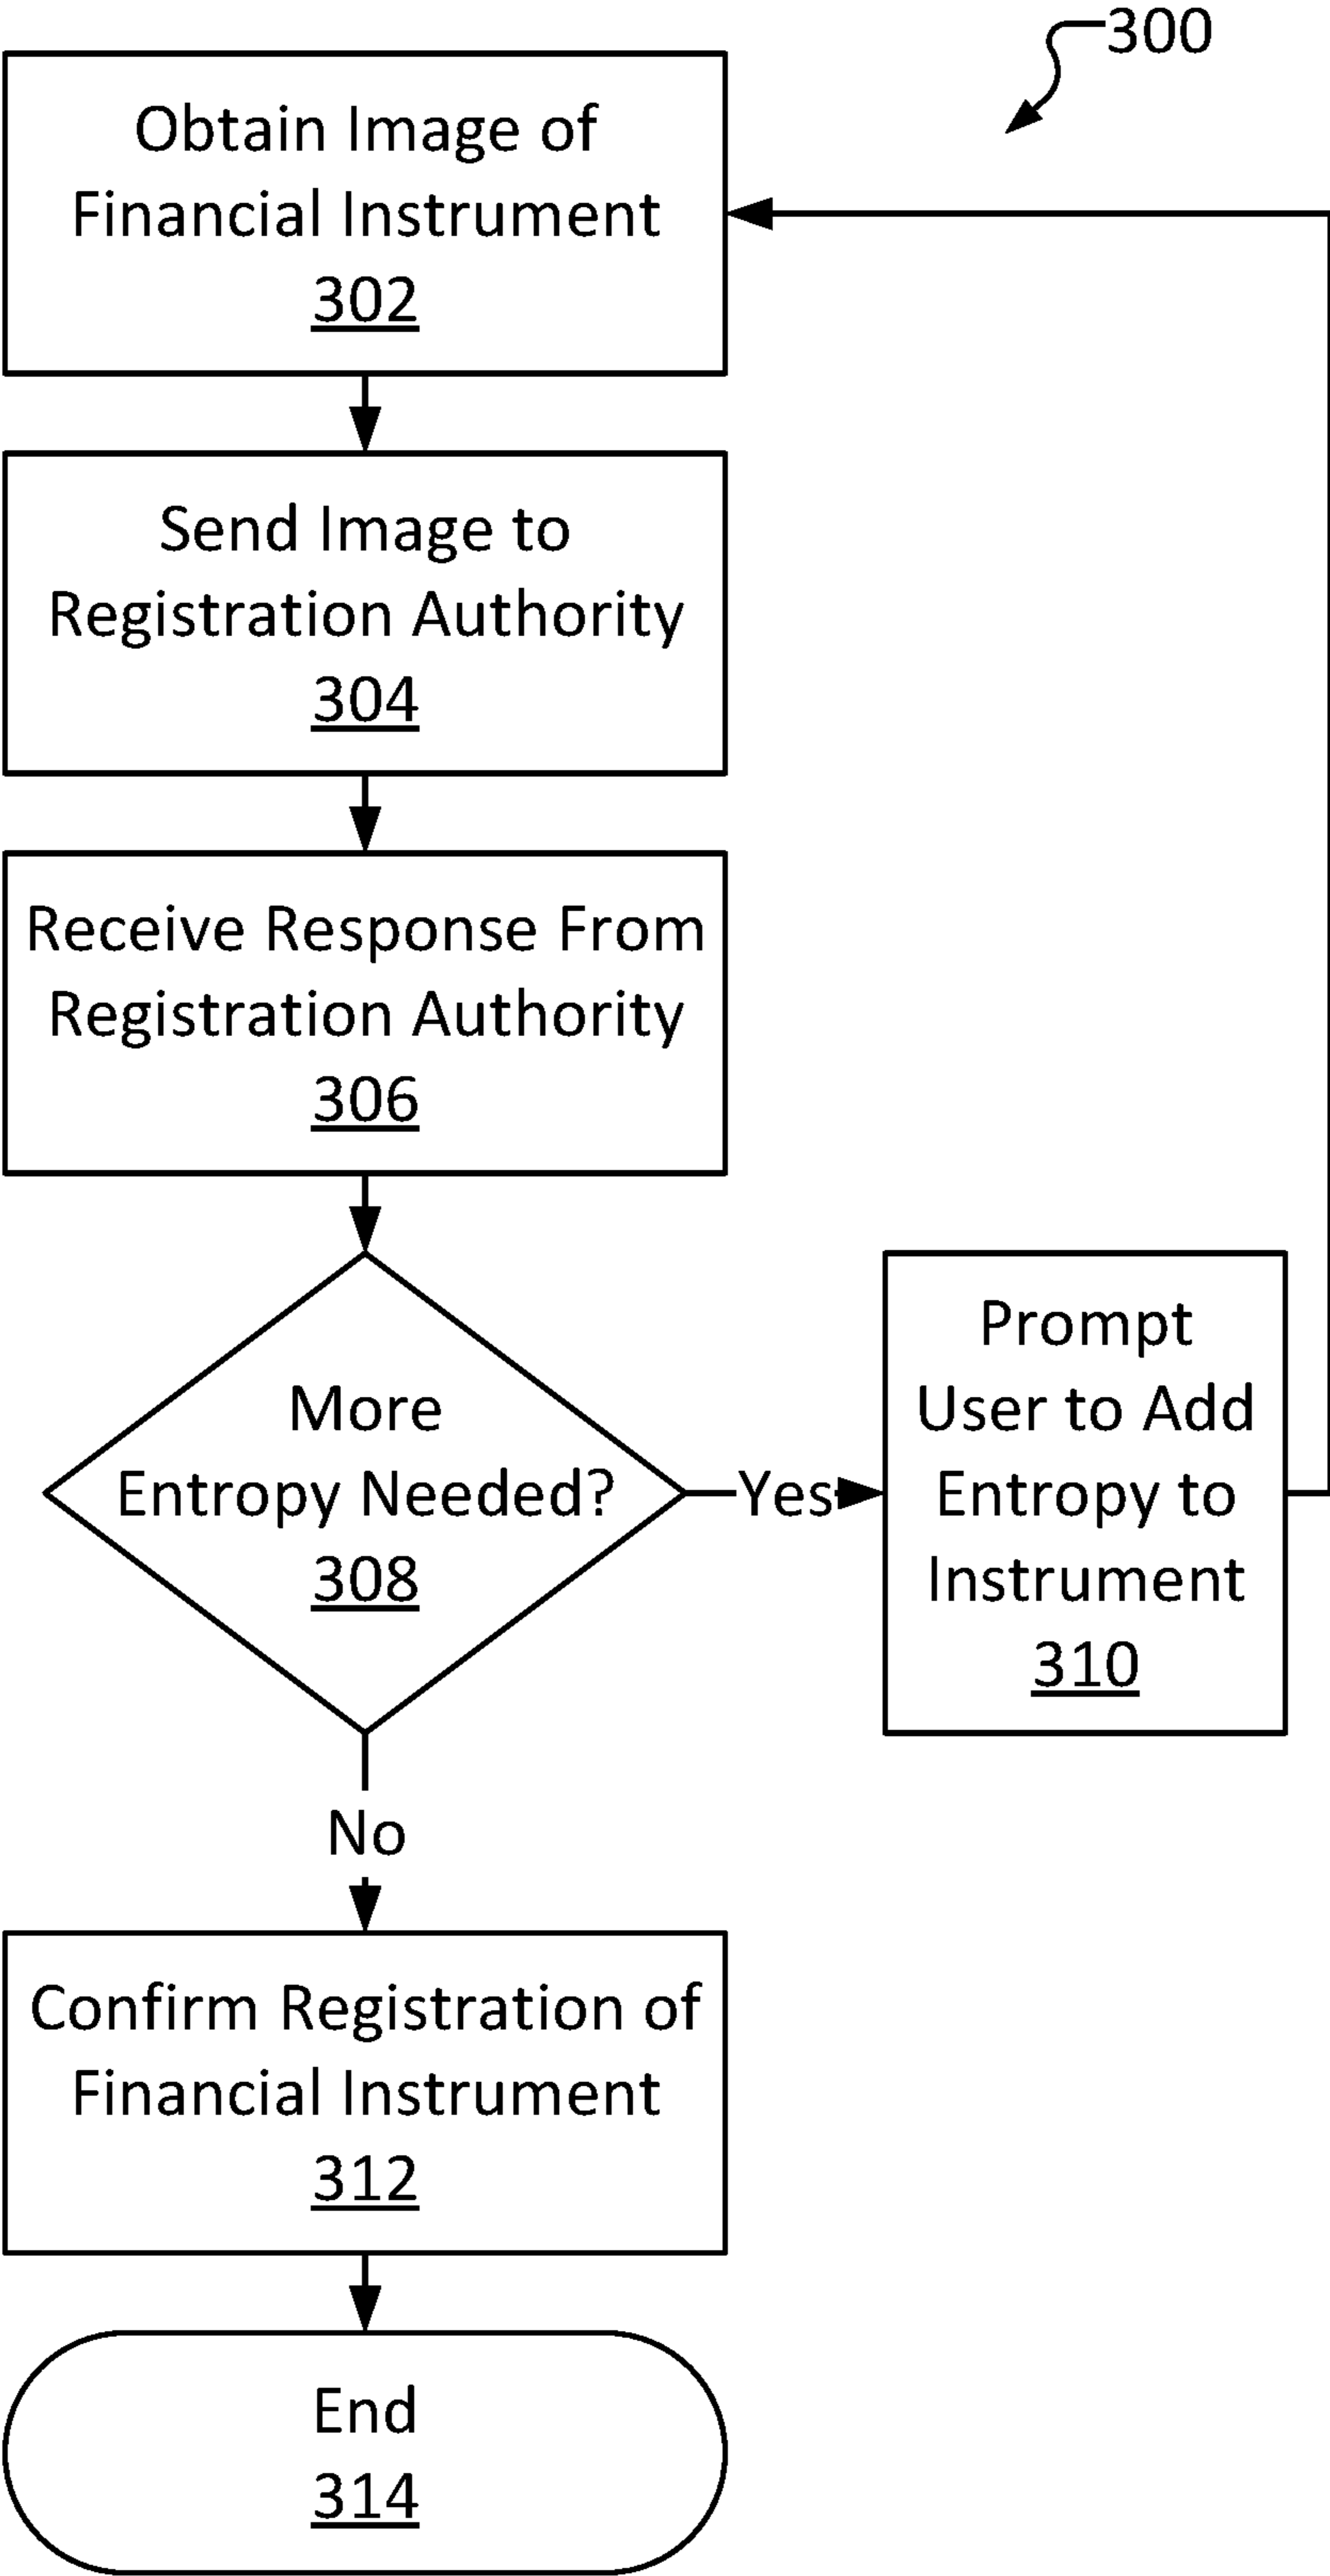 300
Obtain Image of
Financial Instrument
302
Send Image to
Registration Authority
304
Receive Response From
Registration Authority
306
More
Entropy Needed?
308
Yes
Prompt
User to Add
Entropy to
Instrument
310
No
Confirm Registration of
Financial Instrument
312
End
314